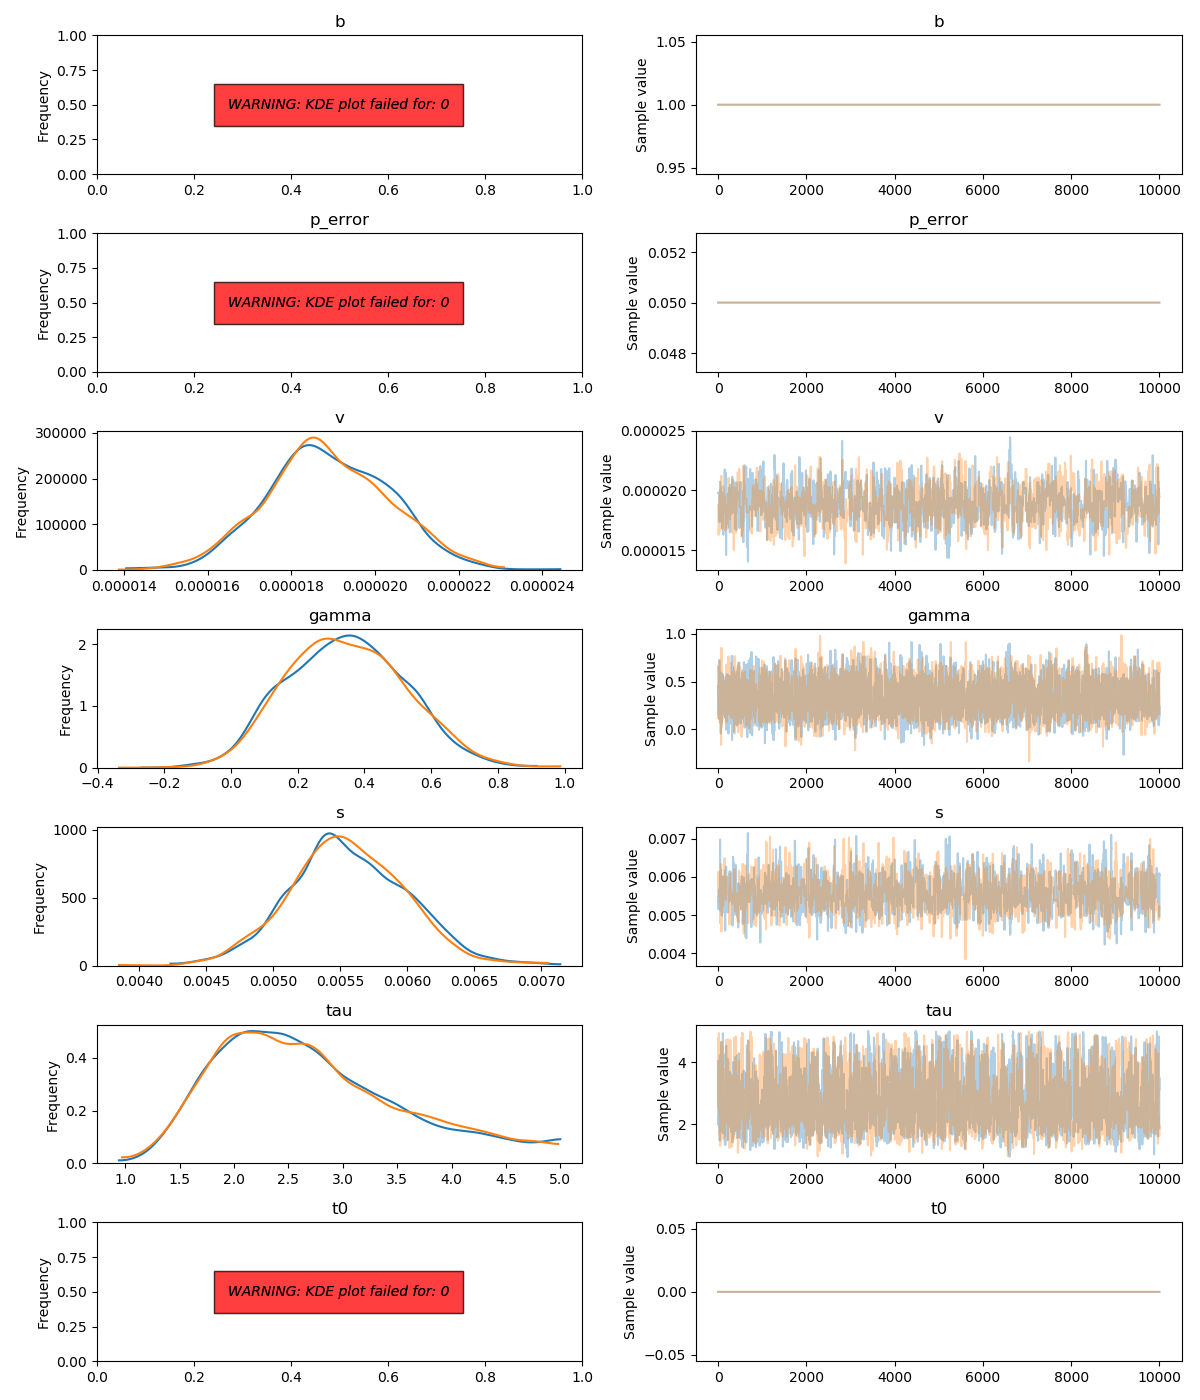 b
b
Frequency
1.00
0.75
0.50
0.25
0.00
WARNING: KDE plot failed for: 0
0.0 0.2 0.4 0.6 0.8 1.0
Sample value
1.05
1.00
0.95
0 2000 4000 6000 8000 10000
p_error
p_error
Frequency
1.00
0.75
0.50
0.25
0.00
WARNING: KDE plot failed for: 0
0.0 0.2 0.4 0.6 0.8 1.0
Sample value
0.052
0.050
0.048
0 2000 4000 6000 8000 10000
v
v
Frequency
300000
200000
100000
0
0.000014 0.000016 0.000018 0.000020 0.000022 0.000024
Sample value
0.000025
0.000020
0.000015
0 2000 4000 6000 8000 10000
gamma
gamma
Frequency
2
1
0
−0.4 −0.2 0.0 0.2 0.4 0.6 0.8 1.0
Sample value
1.0
0.5
0.0
0 2000 4000 6000 8000 10000
s
s
Frequency
1000
500
0
0.0040 0.0045 0.0050 0.0055 0.0060 0.0065 0.0070
Sample value
0.007
0.006
0.005
0.004
0 2000 4000 6000 8000 10000
tau
tau
Frequency
0.4
0.2
0.0
1.0 1.5 2.0 2.5 3.0 3.5 4.0 4.5 5.0
Sample value
4
2
0 2000 4000 6000 8000 10000
t0
t0
Frequency
1.00
0.75
0.50
0.25
0.00
WARNING: KDE plot failed for: 0
0.0 0.2 0.4 0.6 0.8 1.0
Sample value
0.05
0.00
−0.05
0 2000 4000 6000 8000 10000